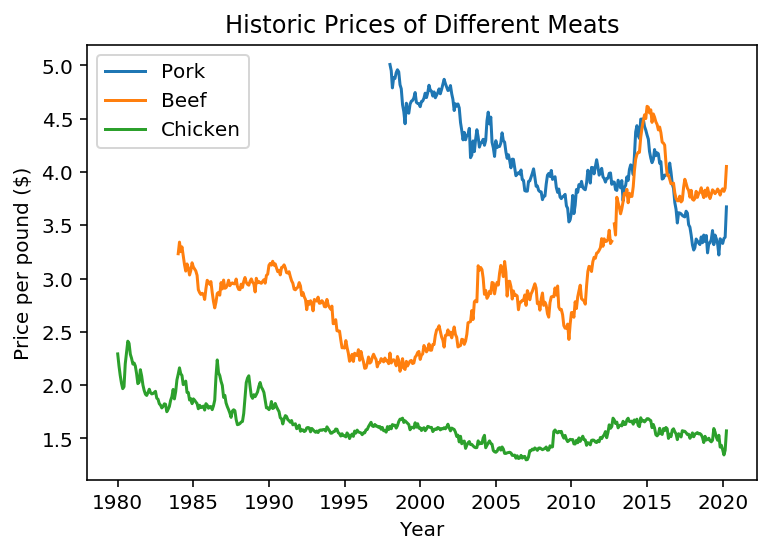 Historic Prices of Different Meats
Pork
Beef
Chicken
Price per pound ($)
5.0
4.5
4.0
3.5
3.0
2.5
2.0
1.5
1980 1985 1990 1995 2000 2005 2010 2015 2020
Year